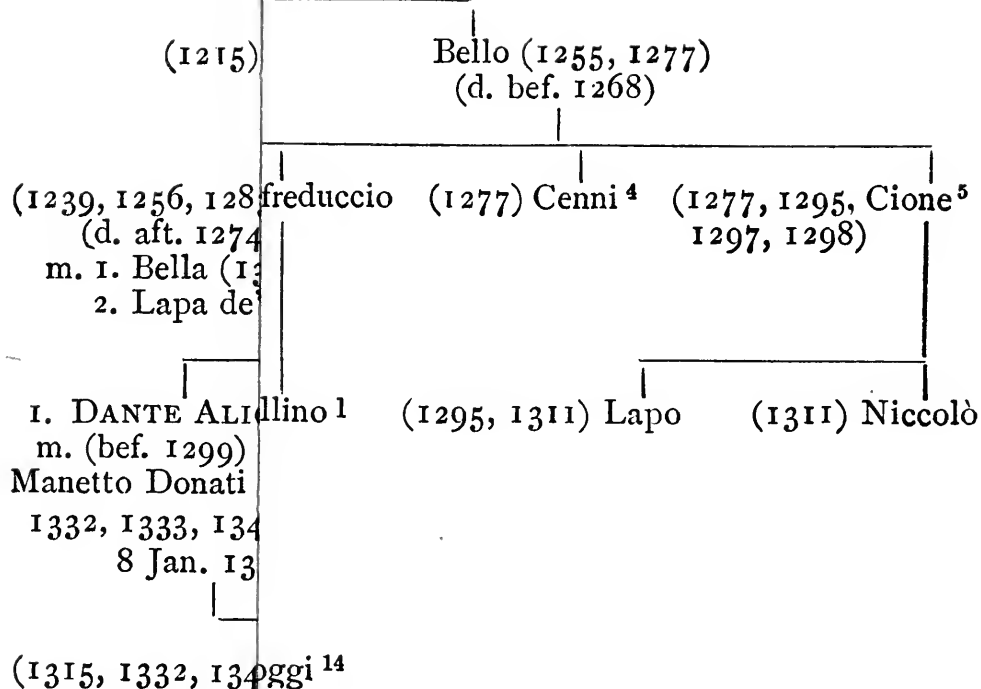 (1215) Bello (1255, 1277)
(d. bef. 1268)
(1239, 1256, 128 freduccio (1277) Cenni ⁴ (1277, 1295, Cione ⁵
(d. aft. 1274 1297, 1298)
m. 1. Bella (1
2. Lapa de'
1. DANTE ALI llino ¹ (1295, 1311) Lapo (1311) Niccolò
m. (bef. 1299)
Manetto Donati
1332, 1333, 134
8 Jan. 13
(1315, 1332, 134 oggi ¹⁴